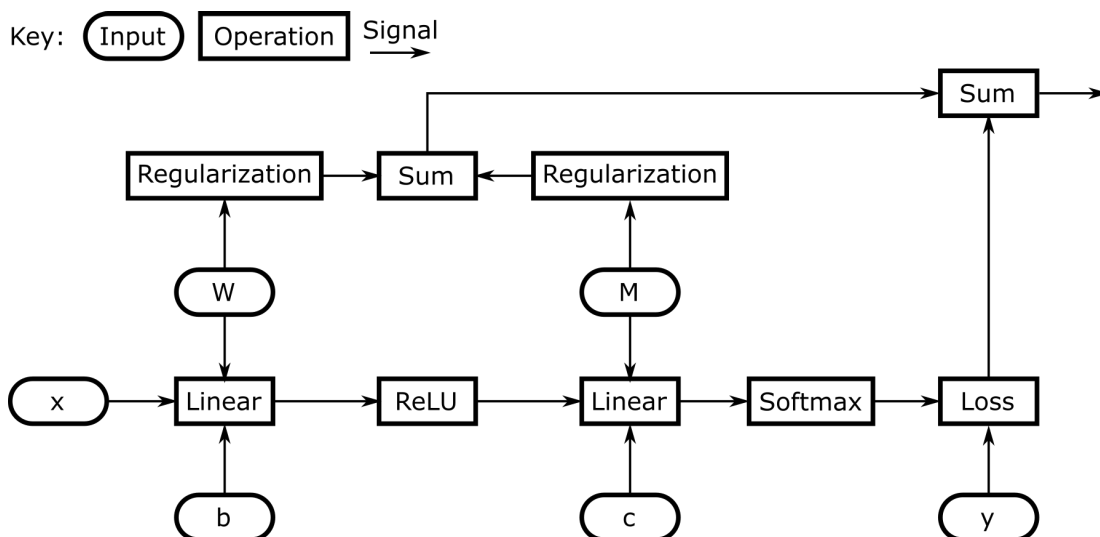 Key: Input Operation Signal
Sum
Regularization Sum Regularization
W M
x Linear ReLU Linear Softmax Loss
b c y